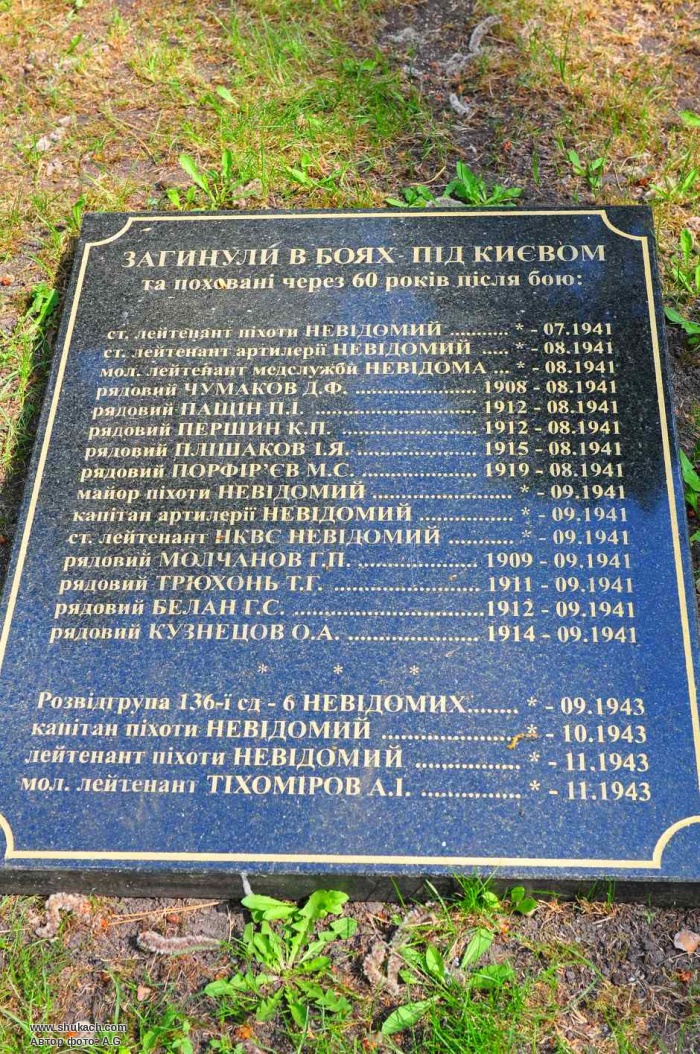 ЗАГИНУЛИ В БОЯХ ПІД КИЄВОМ
та поховані через 60 років після бою:
ст. лейтенант піхоти НЕВІДОМИЙ ........... * - 07.1941
ст. лейтенант артилерії НЕВІДОМИЙ ..... * - 08.1941
мол. лейтенант медслужби НЕВІДОМА ... * - 08.1941
рядовий ЧУМАКОВ Д.Ф. ........................ 1908 - 08.1941
рядовий ПАЩІН П.І. ................................ 1912 - 08.1941
рядовий ПЕРШИН К.П. ........................... 1912 - 08.1941
рядовий ПЛІШАКОВ І.Я. ....................... 1915 - 08.1941
рядовий ПОРФІР'ЄВ М.С. ...................... 1919 - 08.1941
майор піхоти НЕВІДОМИЙ .......................... * - 09.1941
капітан артилерії НЕВІДОМИЙ ................. * - 09.1941
ст. лейтенант НКВС НЕВІДОМИЙ ............ * - 09.1941
рядовий МОЛЧАНОВ Г.П. ...................... 1909 - 09.1941
рядовий ТРЮХОНЬ Т.Г. .......................... 1911 - 09.1941
рядовий БЕЛАН Г.С. ................................ 1912 - 09.1941
рядовий КУЗНЕЦОВ О.А. ....................... 1914 - 09.1941
* * *
Розвідгрупа 136-ї сд - 6 НЕВІДОМИХ........ * - 09.1943
капітан піхоти НЕВІДОМИЙ ...................... * - 10.1943
лейтенант піхоти НЕВІДОМИЙ ................. * - 11.1943
мол. лейтенант ТІХОМІРОВ А.І. ................ * - 11.1943
www.shukach.com
Автор фото- A.G